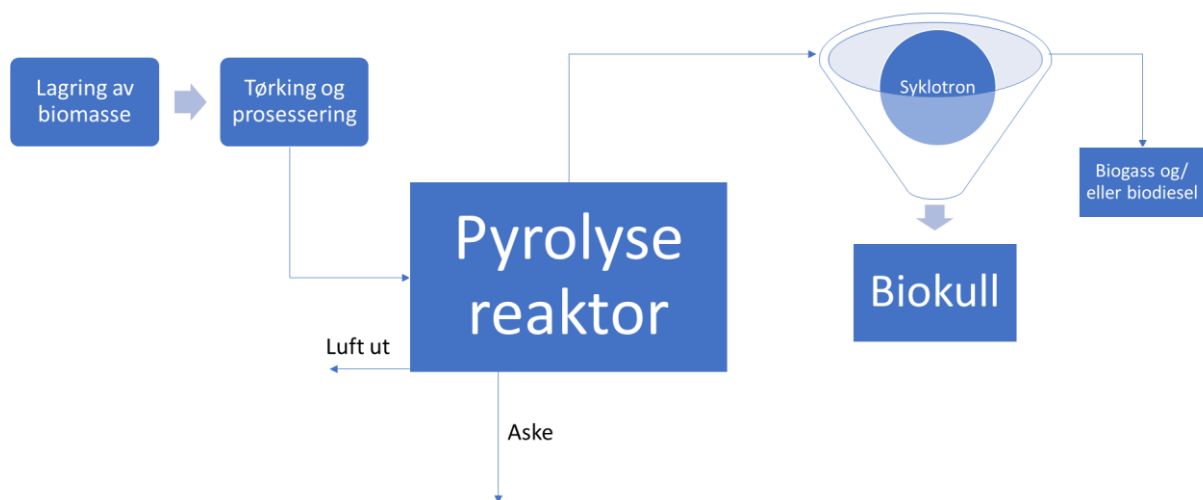 Lagring av
biomasse
Tørking og
prosessering
Syklotron
Biogass og/
eller biodiesel
Pyrolyse
reaktor
Biokull
Luft ut
Aske